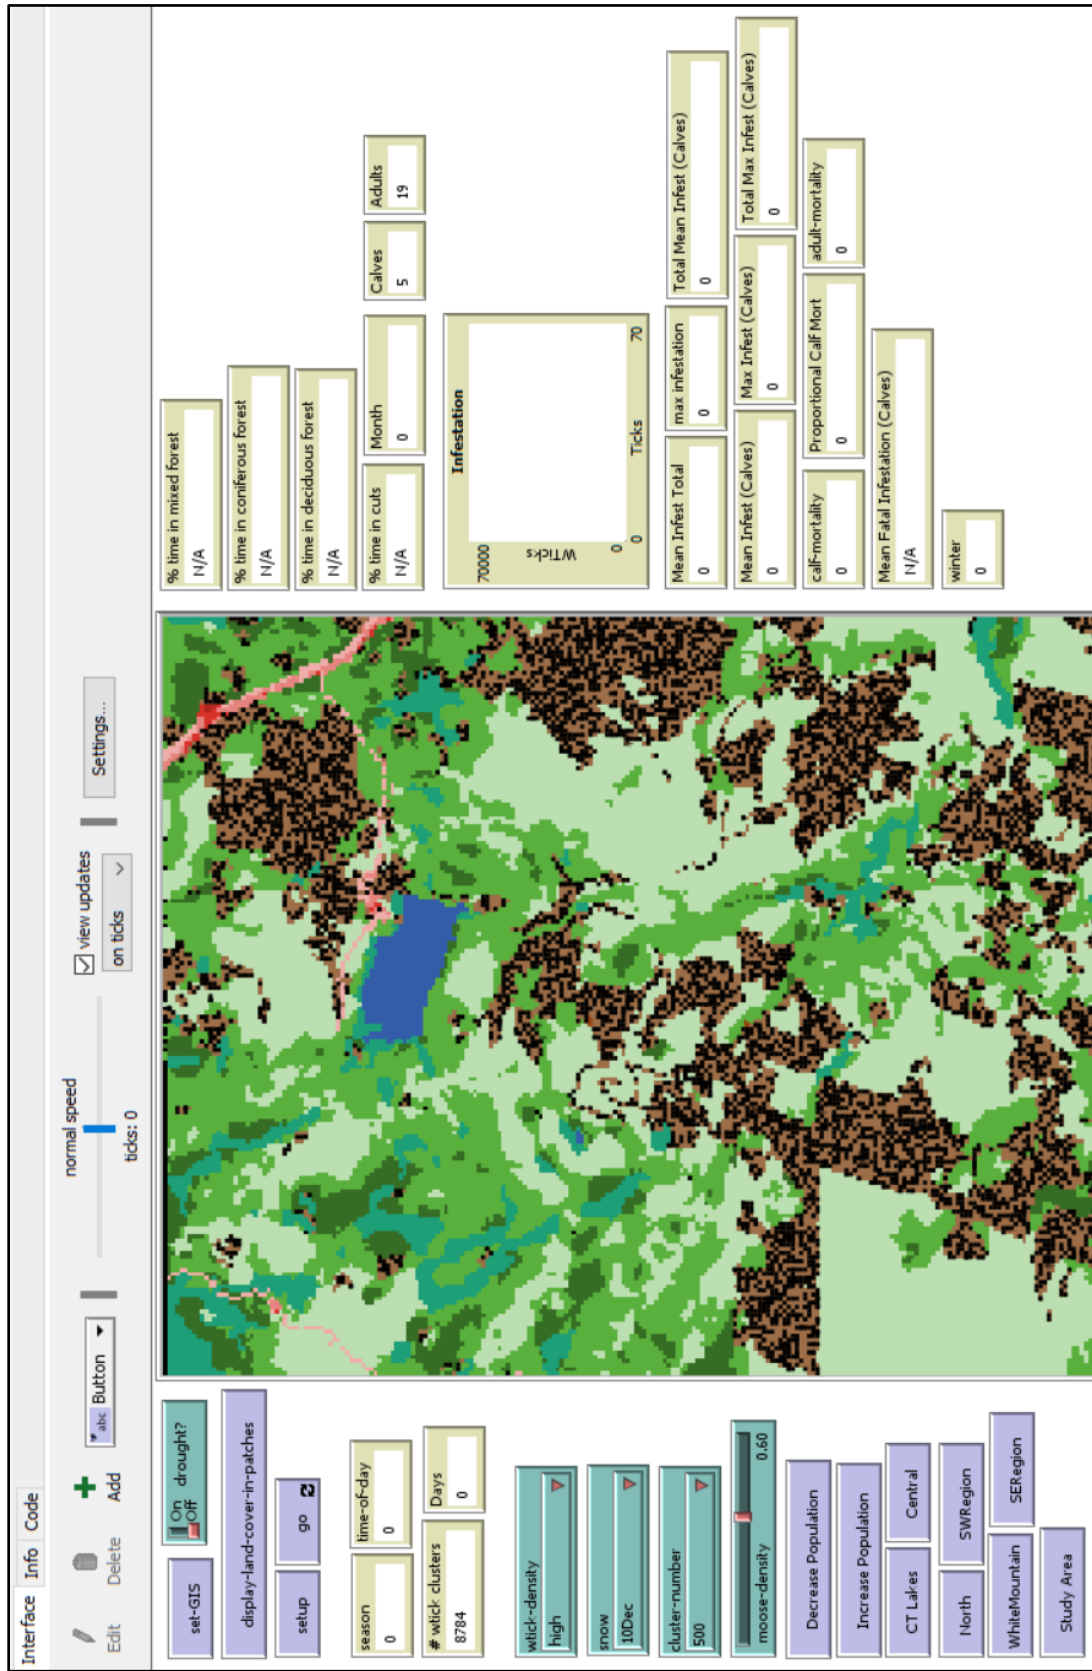 Interface Info Code
Edit Delete Add abc Button normal speed view updates Settings...
ticks: 0 on ticks
set-GIS On Off drought?
display-land-cover-in-patches
setup go
season 0 time-of-day 0
# wtick clusters 8784 Days 0
wtick-density high
snow 10Dec
cluster-number 500
moose-density 0.60
Decrease Population
Increase Population
CT Lakes Central
North SWRegion
WhiteMountain SERegion
Study Area
% time in mixed forest
N/A
% time in coniferous forest
N/A
% time in deciduous forest
N/A
% time in cuts Month Calves Adults
N/A 0 5 19
Infestation
70000
WTicks
0
0 Ticks 70
Mean Infest Total max infestation Total Mean Infest (Calves)
0 0 0
Mean Infest (Calves) Max Infest (Calves) Total Max Infest (Calves)
0 0 0
calf-mortality Proportional Calf Mort adult-mortality
0 0 0
Mean Fatal Infestation (Calves)
N/A
winter
0